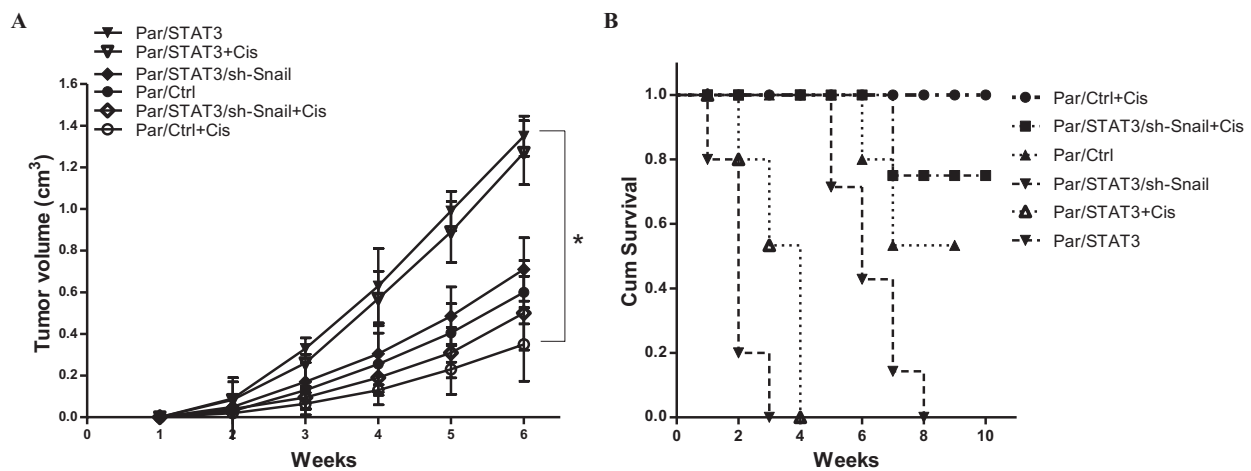 A
Par/STAT3
Par/STAT3+Cis
Par/STAT3/sh-Snail
Par/Ctrl
Par/STAT3/sh-Snail+Cis
Par/Ctrl+Cis
Tumor volume (cm³)
1.6
1.4
1.2
1.0
0.8
0.6
0.4
0.2
0.0
*
0 1 2 3 4 5 6
Weeks
B
Cum Survival
1.0
0.8
0.6
0.4
0.2
0.0
0 2 4 6 8 10
Weeks
Par/Ctrl+Cis
Par/STAT3/sh-Snail+Cis
Par/Ctrl
Par/STAT3/sh-Snail
Par/STAT3+Cis
Par/STAT3